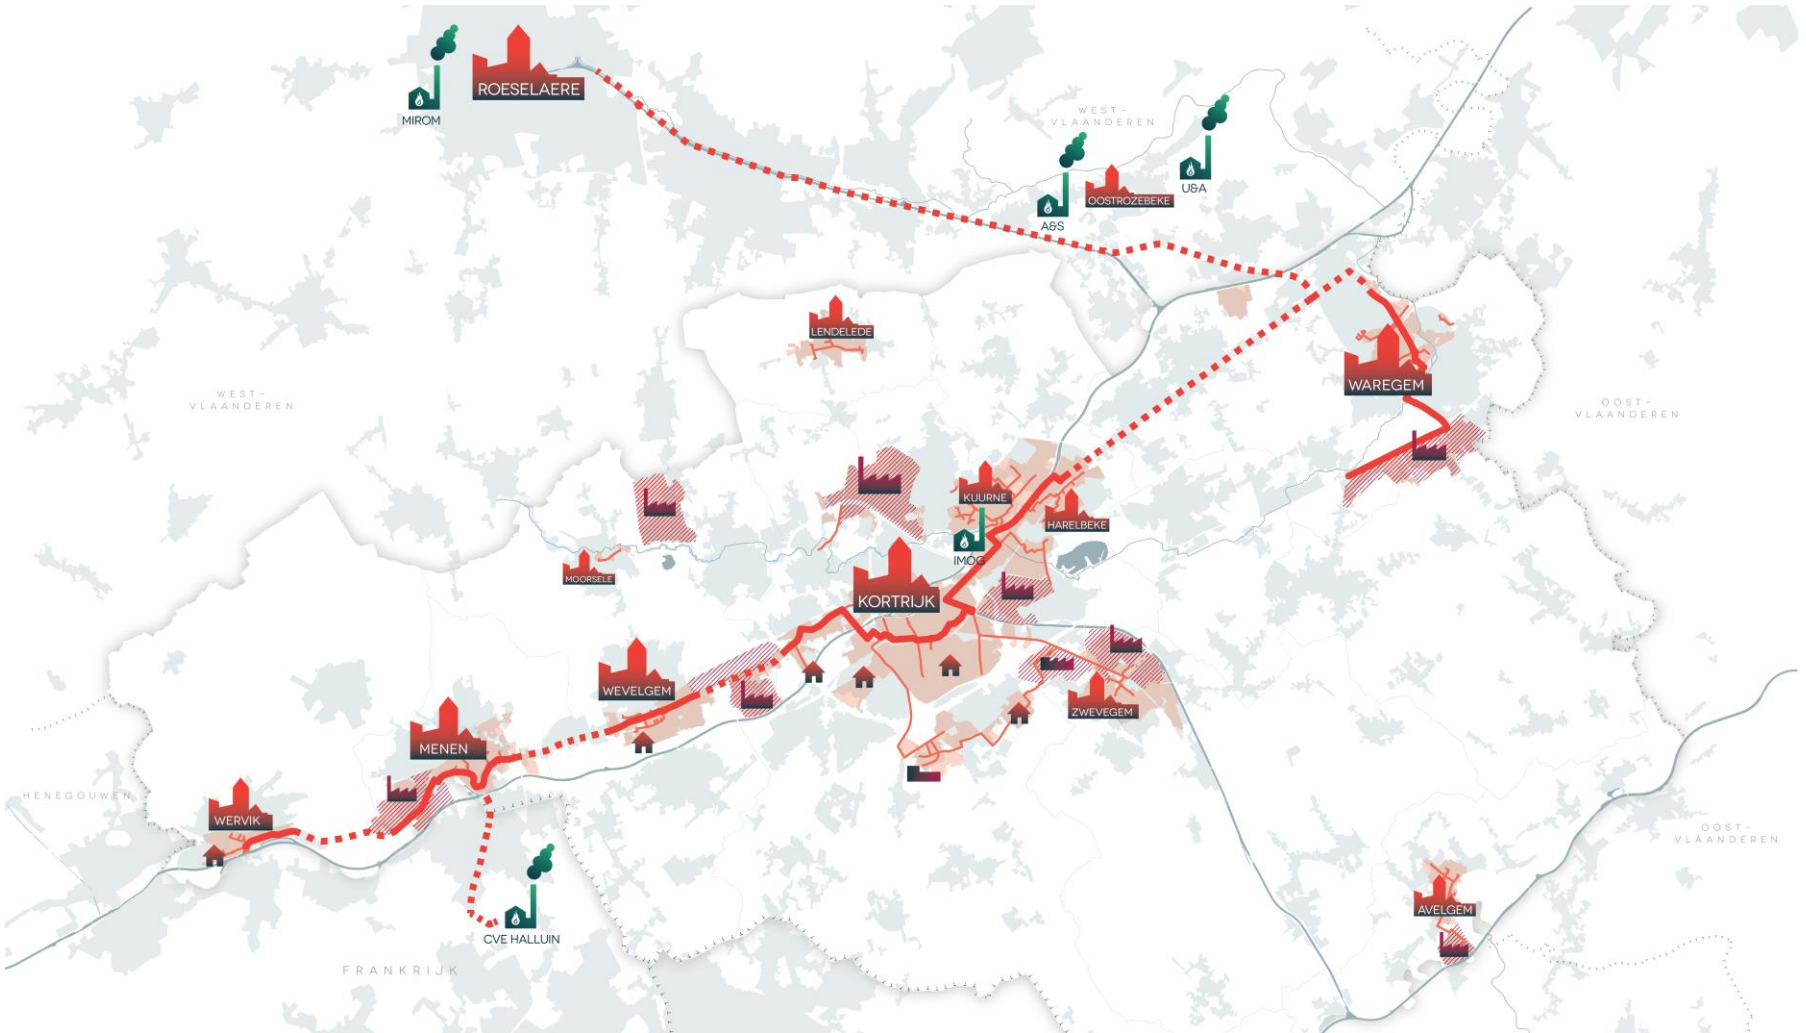 ROESELAERE
MIROM
WEST-
VLAANDEREN
U&A
OOSTROZEBEKE
A&S
LENDELEDE
WAREGEM
WEST-
VLAANDEREN
OOST-
VLAANDEREN
KUURNE
HARELBEKE
IMOG
MOORSELE
KORTRIJK
WEVELGEM
ZWEVEGEM
MENEN
HENEGOUWEN
WERVIK
OOST-
VLAANDEREN
AVELGEM
CVE HALLUIN
FRANKRIJK